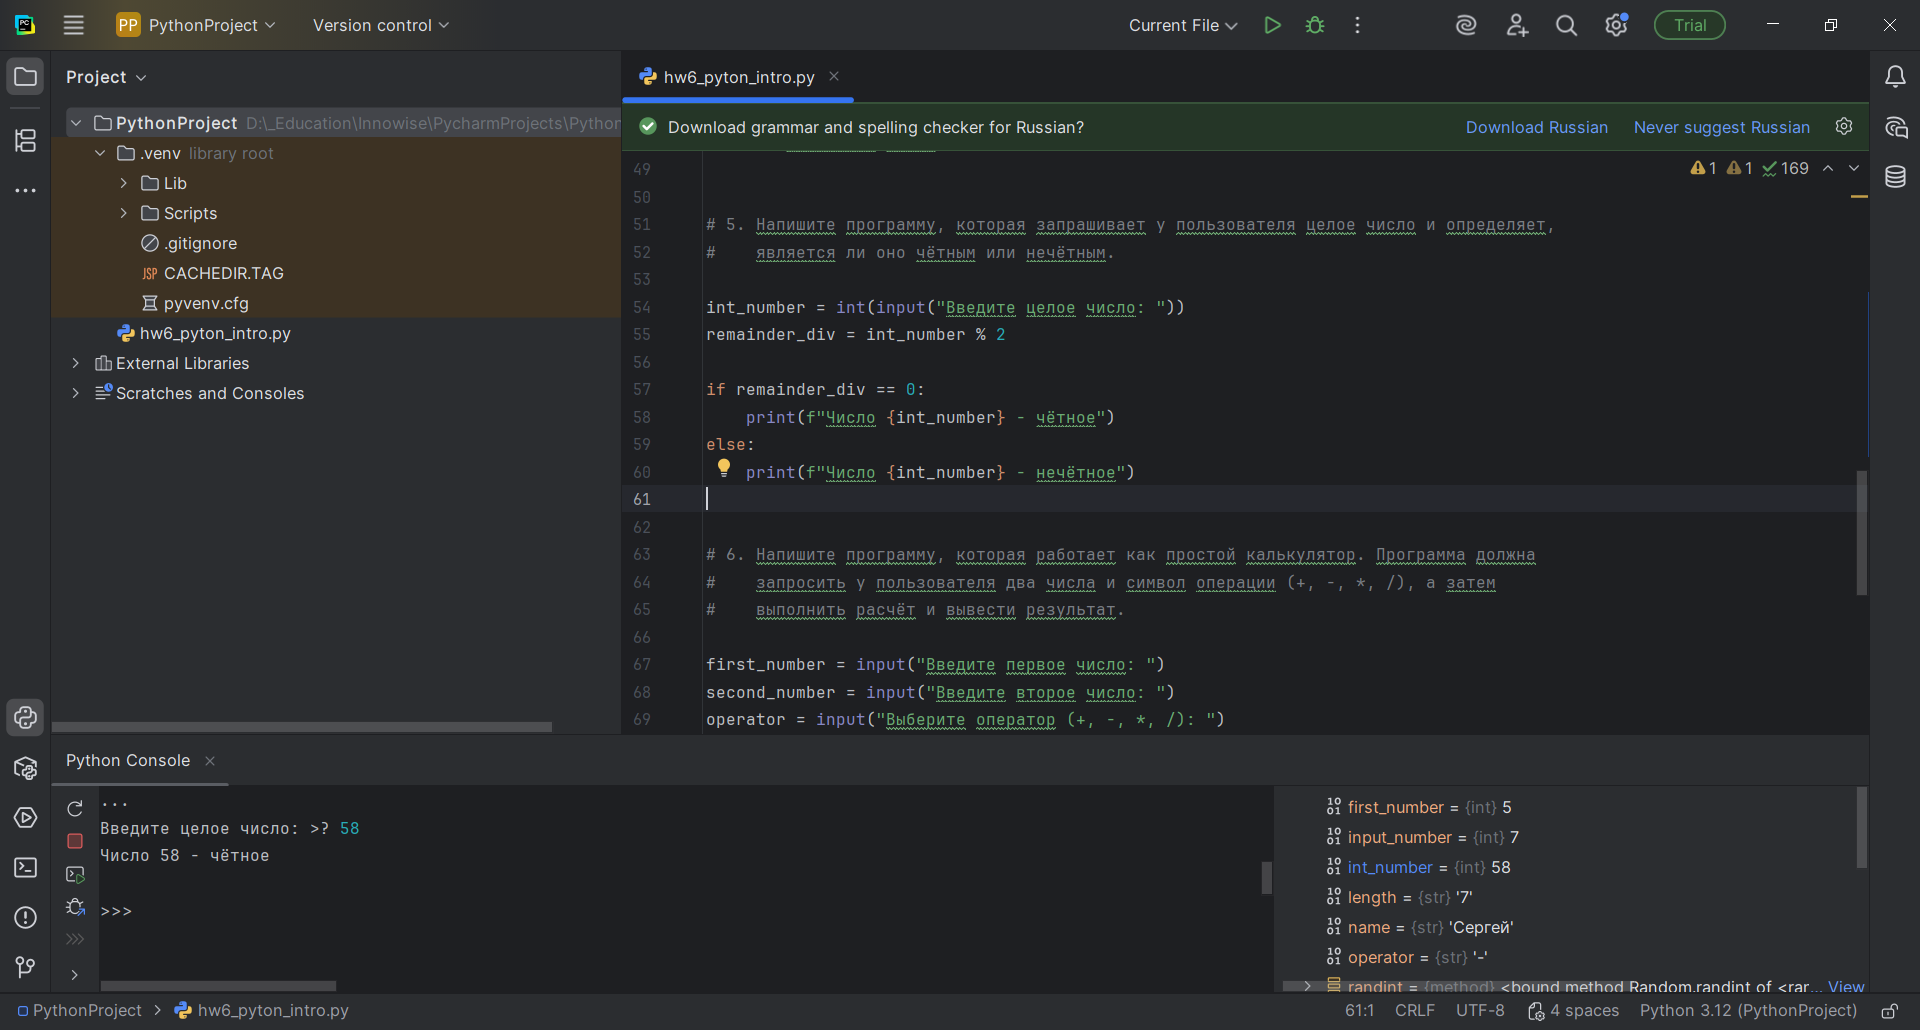 PC
PP PythonProject Version control Current File Trial
Project
PythonProject D:\_Education\Innowise\PycharmProjects\Python
.venv library root
Lib
Scripts
.gitignore
JSP CACHEDIR.TAG
pyvenv.cfg
hw6_pyton_intro.py
External Libraries
Scratches and Consoles
hw6_pyton_intro.py
Download grammar and spelling checker for Russian? Download Russian Never suggest Russian
1 1 169
49
50
51 # 5. Напишите программу, которая запрашивает у пользователя целое число и определяет,
52 #    является ли оно чётным или нечётным.
53
54 int_number = int(input("Введите целое число: "))
55 remainder_div = int_number % 2
56
57 if remainder_div == 0:
58     print(f"Число {int_number} - чётное")
59 else:
60     print(f"Число {int_number} - нечётное")
61
62
63 # 6. Напишите программу, которая работает как простой калькулятор. Программа должна
64 #    запросить у пользователя два числа и символ операции (+, -, *, /), а затем
65 #    выполнить расчёт и вывести результат.
66
67 first_number = input("Введите первое число: ")
68 second_number = input("Введите второе число: ")
69 operator = input("Выберите оператор (+, -, *, /): ")
Python Console
...
Введите целое число: >? 58
Число 58 - чётное
>>>
first_number = {int} 5
input_number = {int} 7
int_number = {int} 58
length = {str} '7'
name = {str} 'Сергей'
operator = {str} '-'
randint = {method} <bound method Random.randint of <rar... View
PythonProject > hw6_pyton_intro.py 61:1 CRLF UTF-8 4 spaces Python 3.12 (PythonProject)